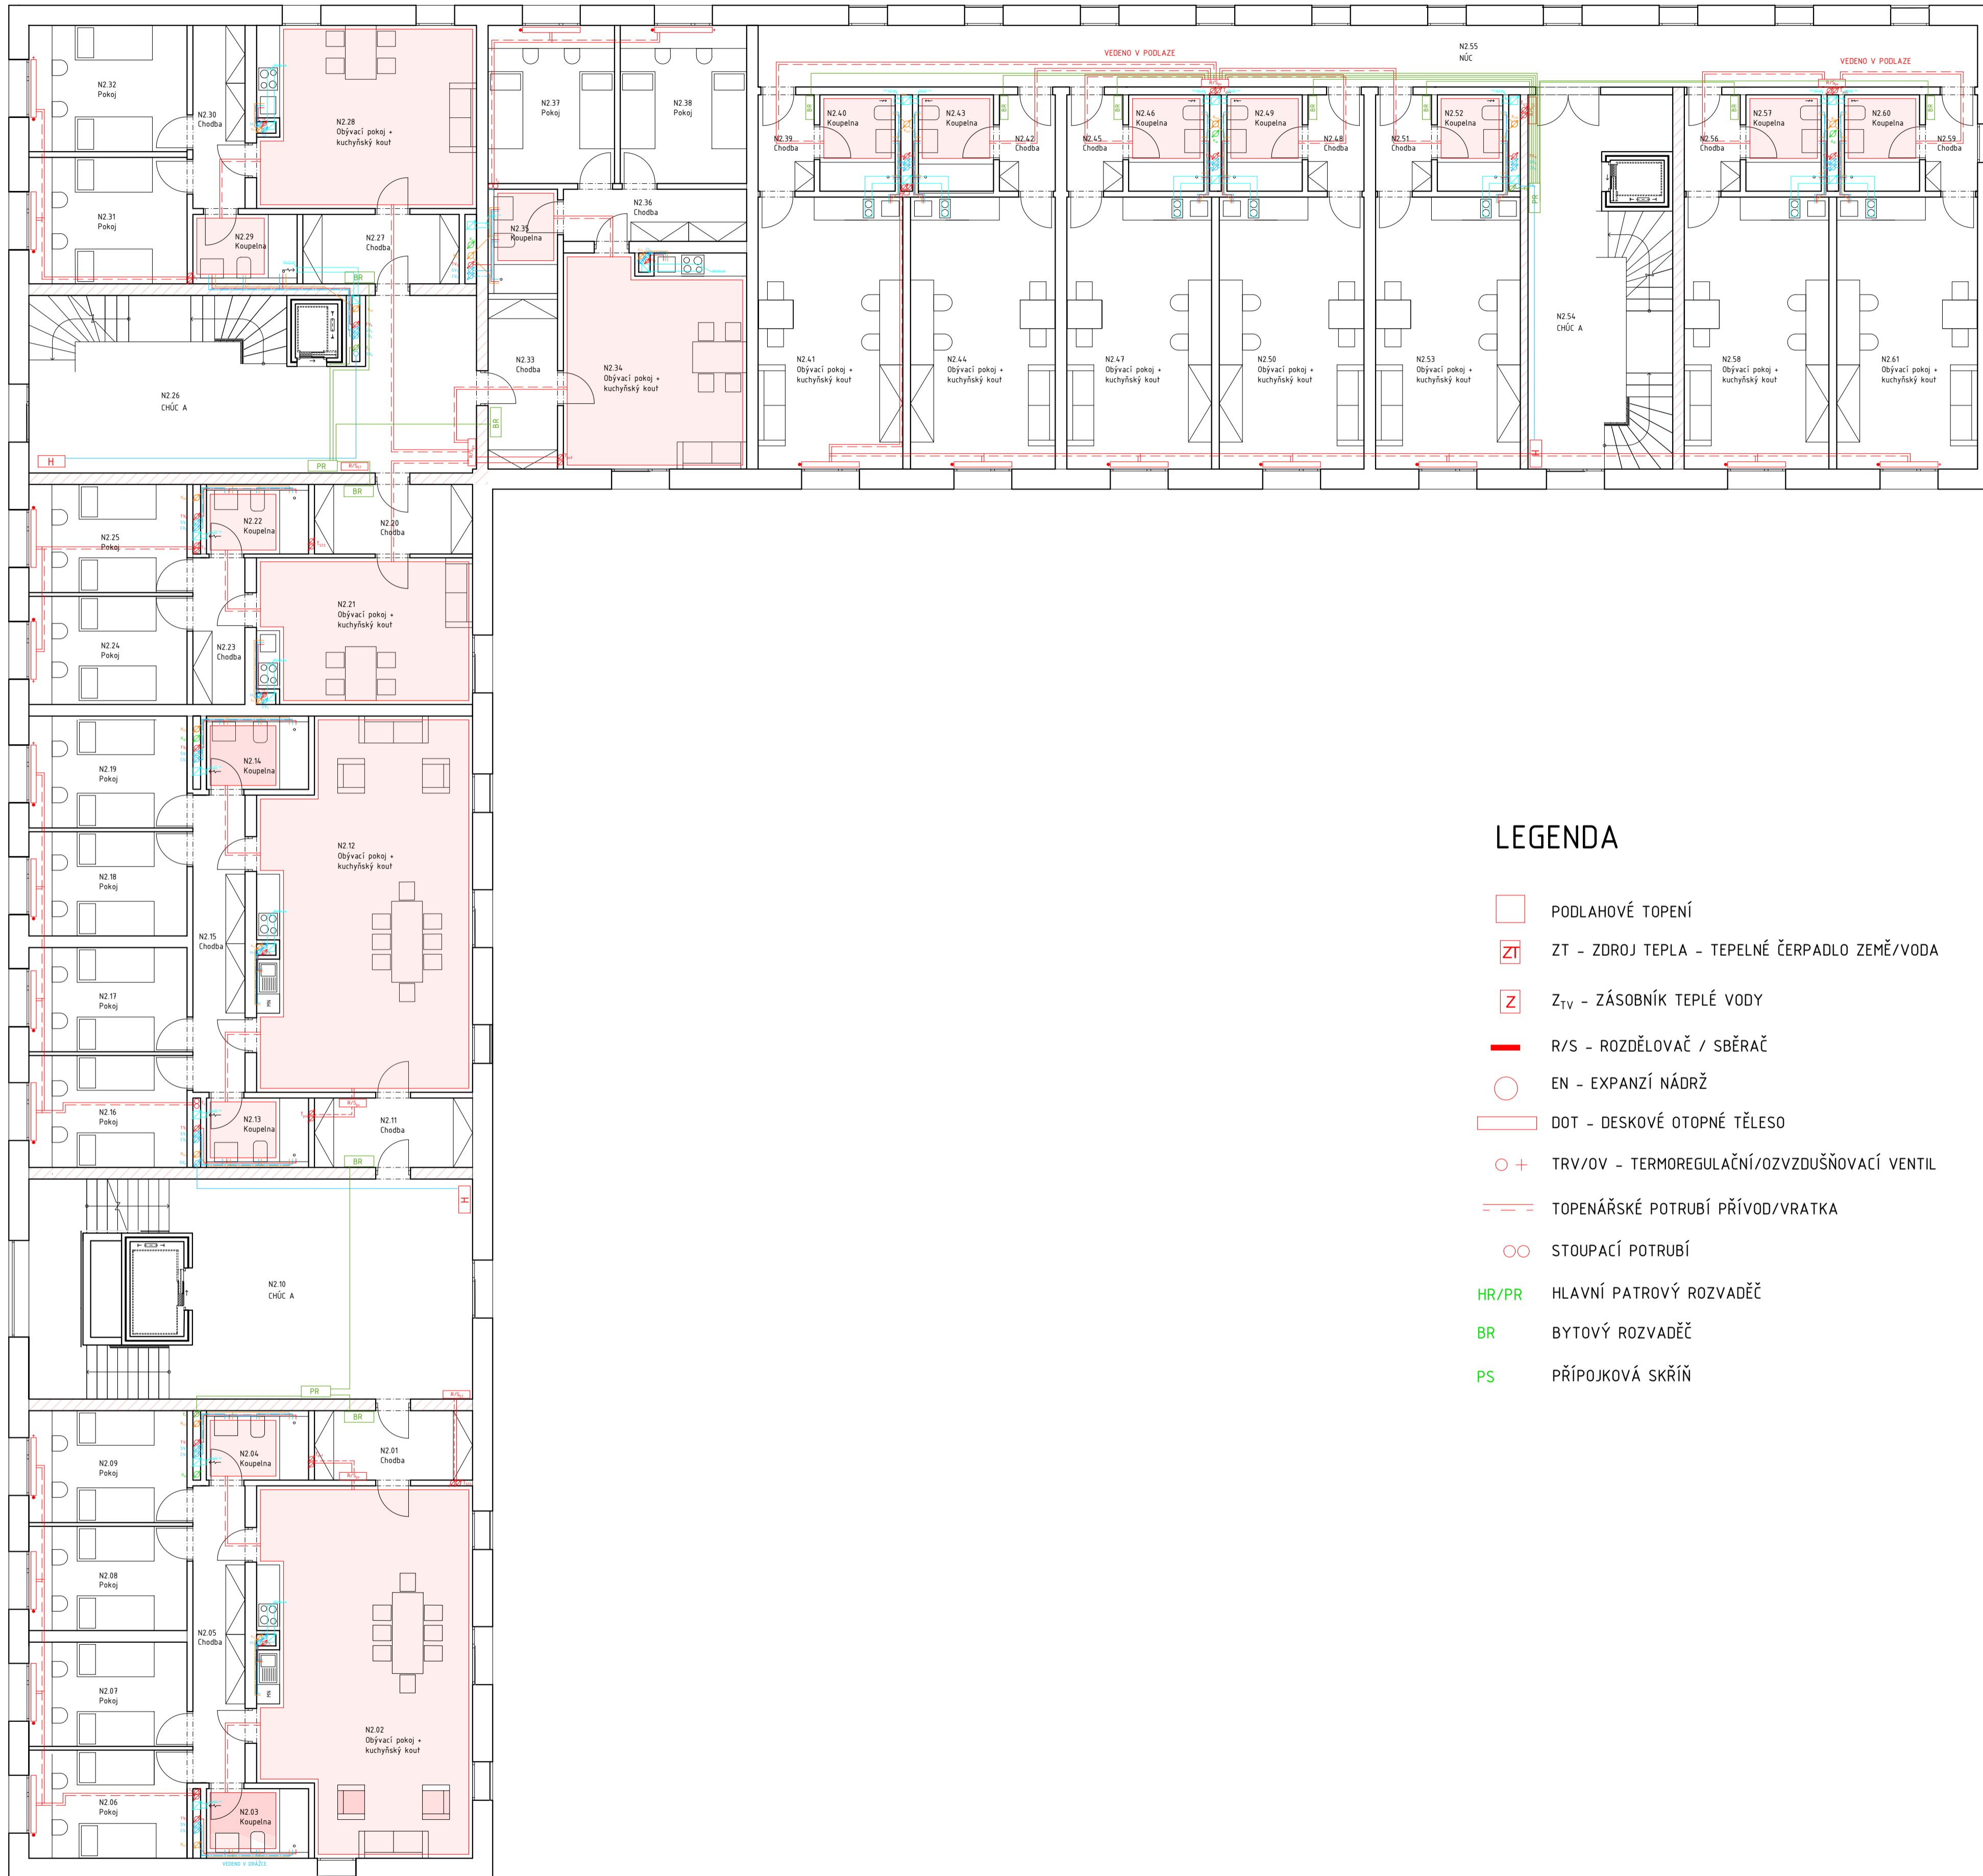 VEDENO V PODLAZE
N2.55
NÚC
VEDENO V PODLAZE
N2.32
Pokoj
N2.30
Chodba
N2.28
Obývací pokoj +
kuchyňský kout
N2.37
Pokoj
N2.38
Pokoj
N2.39
Chodba
N2.40
Koupelna
BR
N2.43
Koupelna
BR
N2.42
Chodba
N2.45
Chodba
BR
N2.46
Koupelna
N2.49
Koupelna
BR
N2.48
Chodba
N2.51
Chodba
BR
N2.52
Koupelna
N2.56
Chodba
BR
N2.57
Koupelna
N2.60
Koupelna
BR
N2.59
Chodba
PR
N2.31
Pokoj
N2.29
Koupelna
N2.27
Chodba
BR
N2.35
Koupelna
N2.36
Chodba
N2.26
CHÚC A
N2.33
Chodba
BR
N2.34
Obývací pokoj +
kuchyňský kout
N2.41
Obývací pokoj +
kuchyňský kout
N2.44
Obývací pokoj +
kuchyňský kout
N2.47
Obývací pokoj +
kuchyňský kout
N2.50
Obývací pokoj +
kuchyňský kout
N2.53
Obývací pokoj +
kuchyňský kout
N2.54
CHÚC A
N2.58
Obývací pokoj +
kuchyňský kout
N2.61
Obývací pokoj +
kuchyňský kout
H
PR
H
BR
N2.25
Pokoj
N2.22
Koupelna
N2.20
Chodba
N2.24
Pokoj
N2.23
Chodba
N2.21
Obývací pokoj +
kuchyňský kout
N2.19
Pokoj
N2.14
Koupelna
N2.12
Obývací pokoj +
kuchyňský kout
N2.18
Pokoj
N2.15
Chodba
N2.17
Pokoj
MN
N2.16
Pokoj
N2.13
Koupelna
N2.11
Chodba
BR
H
N2.10
CHÚC A
PR
BR
N2.09
Pokoj
N2.04
Koupelna
N2.01
Chodba
N2.08
Pokoj
N2.05
Chodba
N2.07
Pokoj
MN
N2.02
Obývací pokoj +
kuchyňský kout
N2.06
Pokoj
N2.03
Koupelna
VEDENO V DRÁŽCE
LEGENDA
PODLAHOVÉ TOPENÍ
ZT ZT – ZDROJ TEPLA – TEPELNÉ ČERPADLO ZEMĚ/VODA
Z ZTV – ZÁSOBNÍK TEPLÉ VODY
R/S – ROZDĚLOVAČ / SBĚRAČ
EN – EXPANZÍ NÁDRŽ
DOT – DESKOVÉ OTOPNÉ TĚLESO
TRV/OV – TERMOREGULAČNÍ/OZVZDUŠŇOVACÍ VENTIL
TOPENÁŘSKÉ POTRUBÍ PŘÍVOD/VRATKA
STOUPACÍ POTRUBÍ
HR/PR HLAVNÍ PATROVÝ ROZVADĚČ
BR BYTOVÝ ROZVADĚČ
PS PŘÍPOJKOVÁ SKŘÍŇ